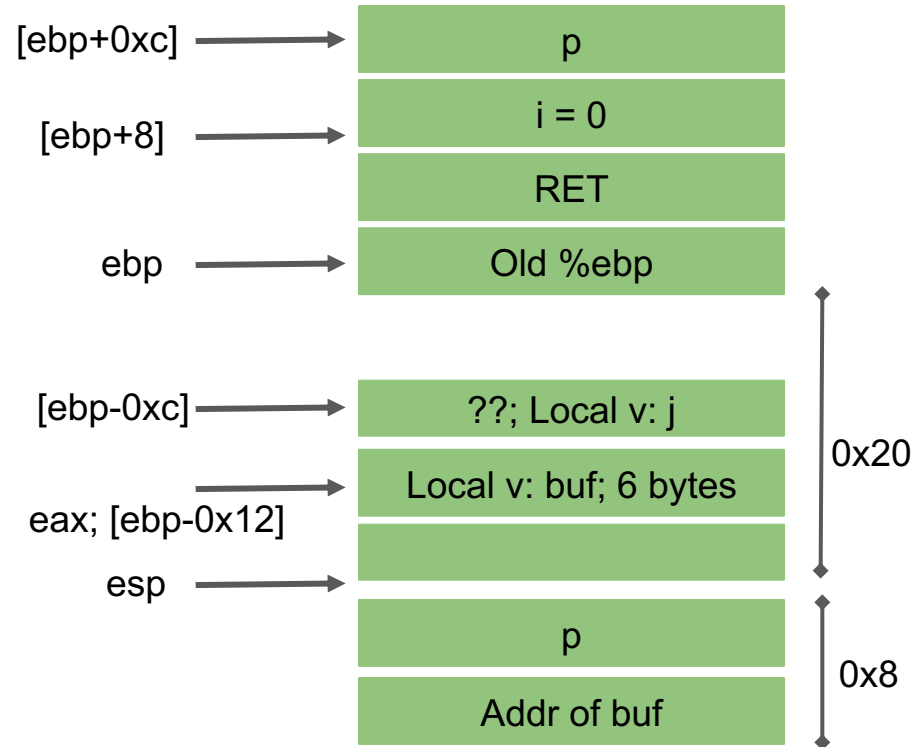 [ebp+0xc]
p
[ebp+8]
i = 0
RET
ebp
Old %ebp
[ebp-0xc]
??; Local v: j
0x20
Local v: buf; 6 bytes
eax; [ebp-0x12]
esp
p
0x8
Addr of buf